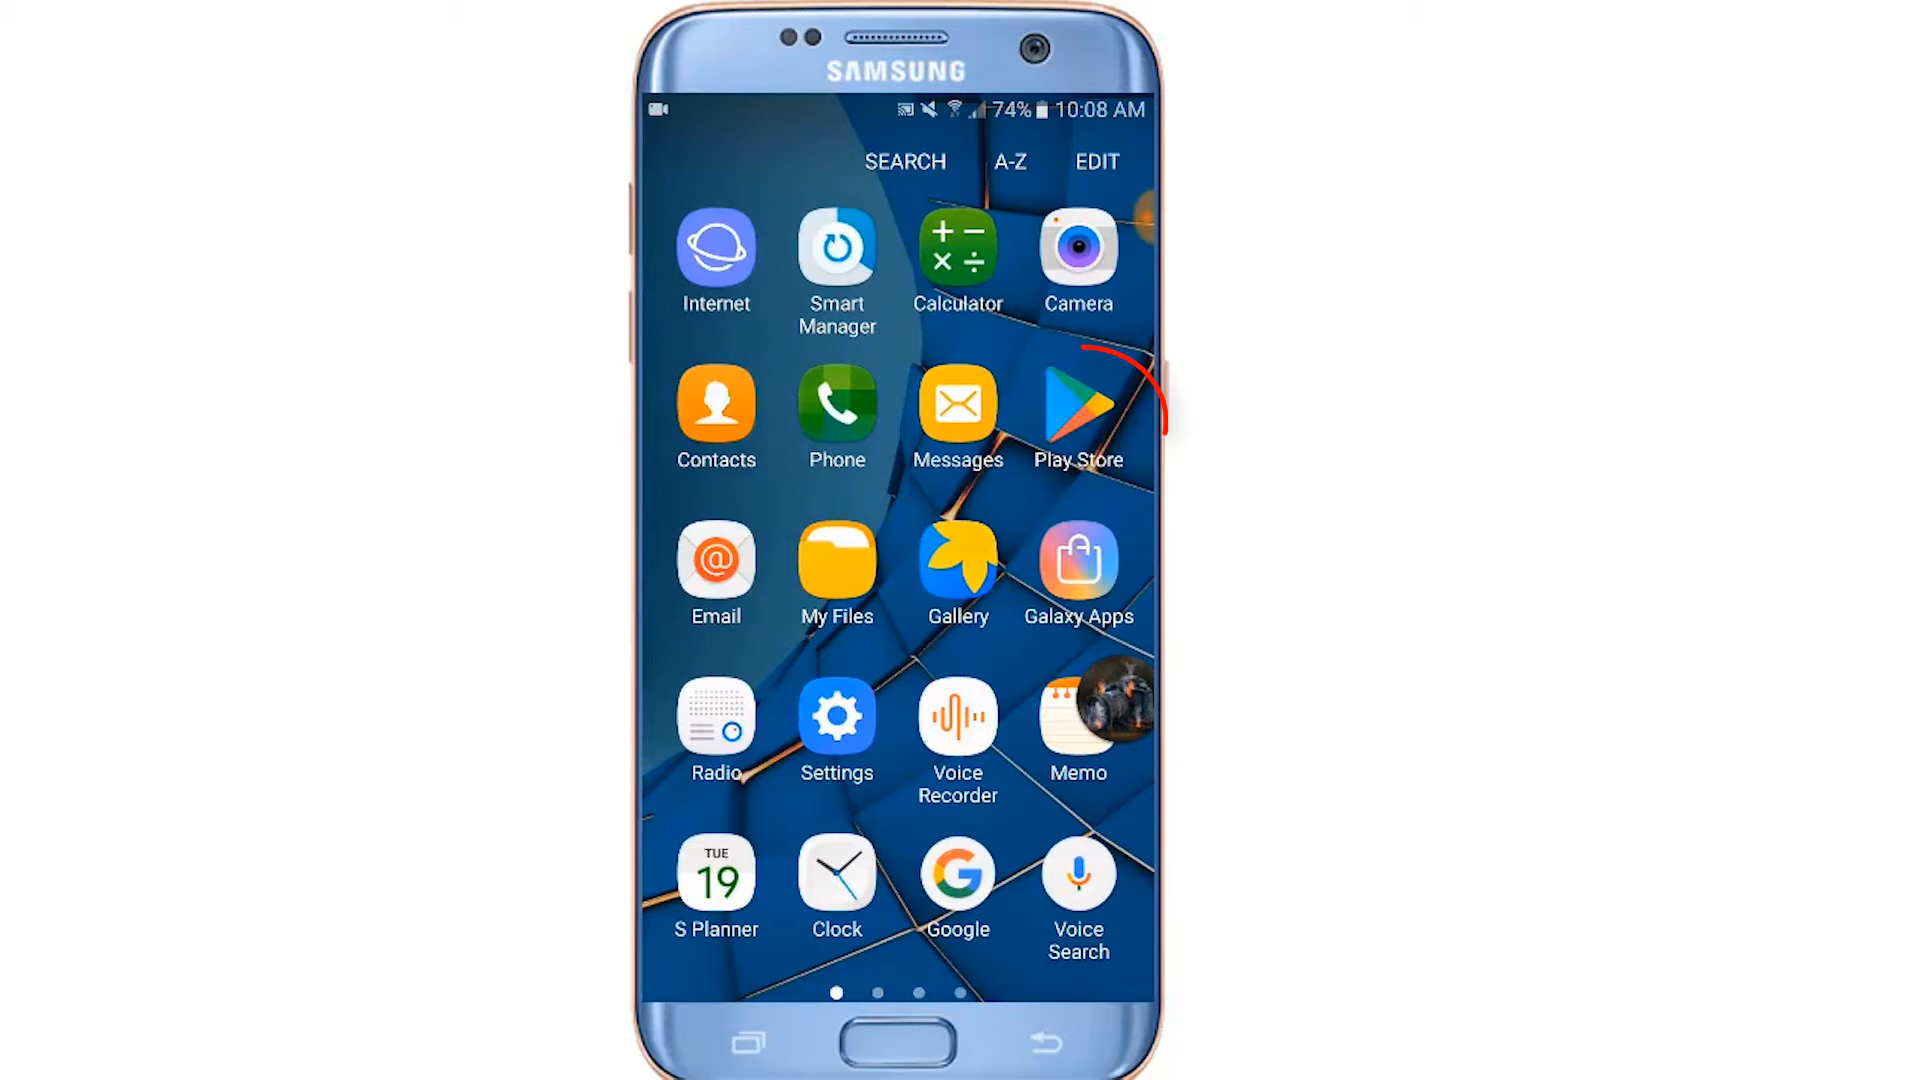 SAMSUNG
74% 10:08 AM
SEARCH A-Z EDIT
Internet Smart Manager Calculator Camera
Contacts Phone Messages Play Store
Email My Files Gallery Galaxy Apps
Radio Settings Voice Recorder Memo
TUE
19
S Planner Clock Google Voice Search